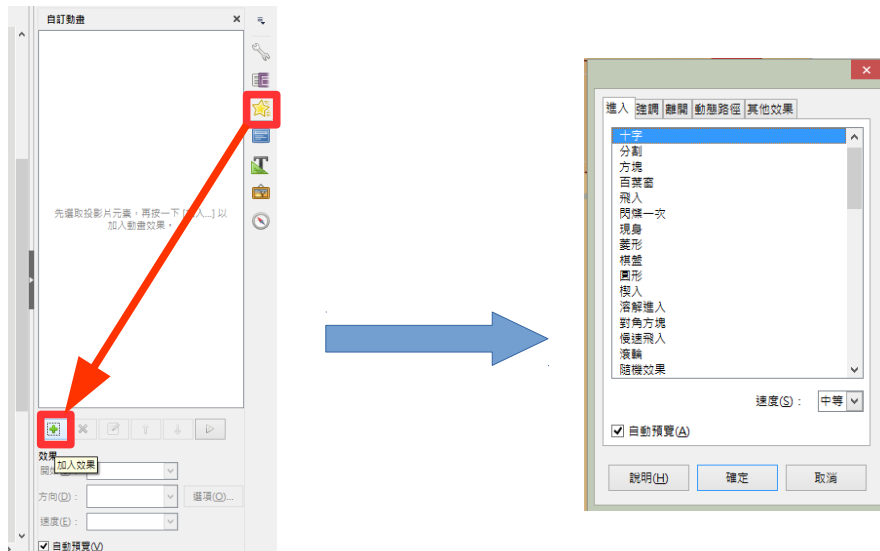 自訂動畫
先選取投影片元素，再按一下 [
入...] 以
加入動畫效果，
加入效果
效果
方向(D)：
選項(O)...
速度(E)：
自動預覽(V)
進入
強調
離開
動態路徑
其他效果
十字
分割
方塊
百葉窗
飛入
閃爍一次
現身
菱形
棋盤
圓形
楔入
溶解進入
對角方塊
慢速飛入
滾輪
隨機效果
速度(S)：
中等
自動預覽(A)
說明(H)
確定
取消